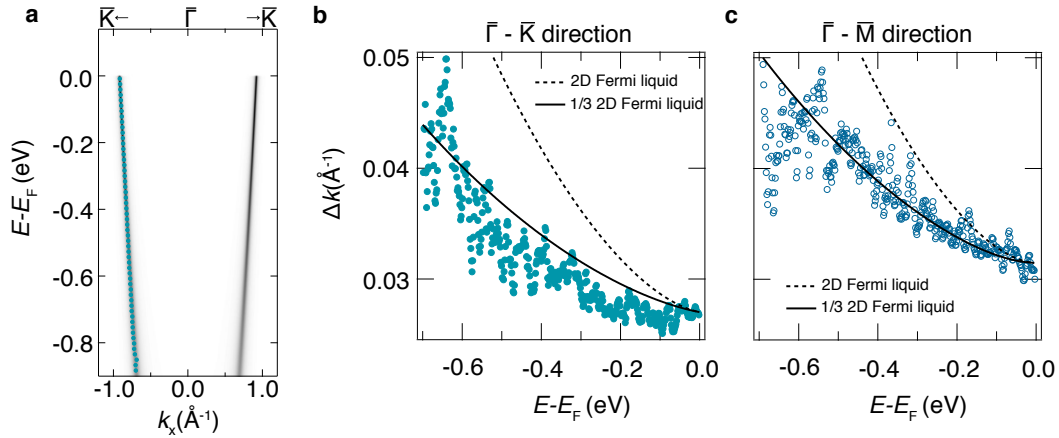 a
K̅ ← Γ̅ → K̅
0.0
-0.2
-0.4
-0.6
-0.8
E-E_F (eV)
-1.0 0.0 1.0
k_x(Å⁻¹)
b
Γ̅ - K̅ direction
2D Fermi liquid
1/3 2D Fermi liquid
0.05
0.04
0.03
Δk(Å⁻¹)
-0.6 -0.4 -0.2 0.0
E-E_F (eV)
c
Γ̅ - M̅ direction
2D Fermi liquid
1/3 2D Fermi liquid
-0.6 -0.4 -0.2 0.0
E-E_F (eV)